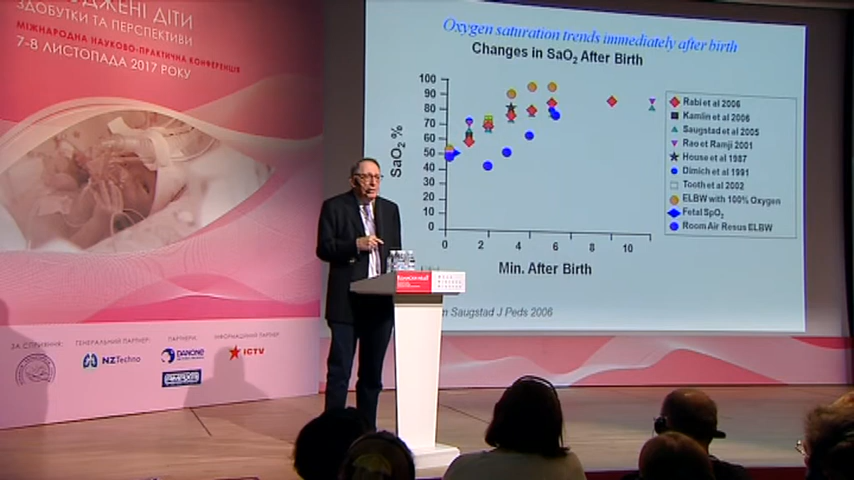 ОДЖЕНІ ДІТИ
ЗДОБУТКИ ТА ПЕРСПЕКТИВИ
МІЖНАРОДНА НАУКОВО-ПРАКТИЧНА КОНФЕРЕНЦІЯ
7-8 ЛИСТОПАДА 2017 РОКУ
ЗА СПРИЯННЯ:
ГЕНЕРАЛЬНИЙ ПАРТНЕР:
ПАРТНЕРИ:
ІНФОРМАЦІЙНИЙ ПАРТНЕР
NZTechno
DANONE
ICTV
Oxygen saturation trends immediately after birth
Changes in SaO2 After Birth
SaO2 %
100
90
80
70
60
50
40
30
20
10
0
0 2 4 6 8 10
Min. After Birth
Rabi et al 2006
Kamlin et al 2006
Saugstad et al 2005
Rao et Ramji 2001
House et al 1987
Dimich et al 1991
Tooth et al 2002
ELBW with 100% Oxygen
Fetal SpO2
Room Air Resus ELBW
m Saugstad J Peds 2006